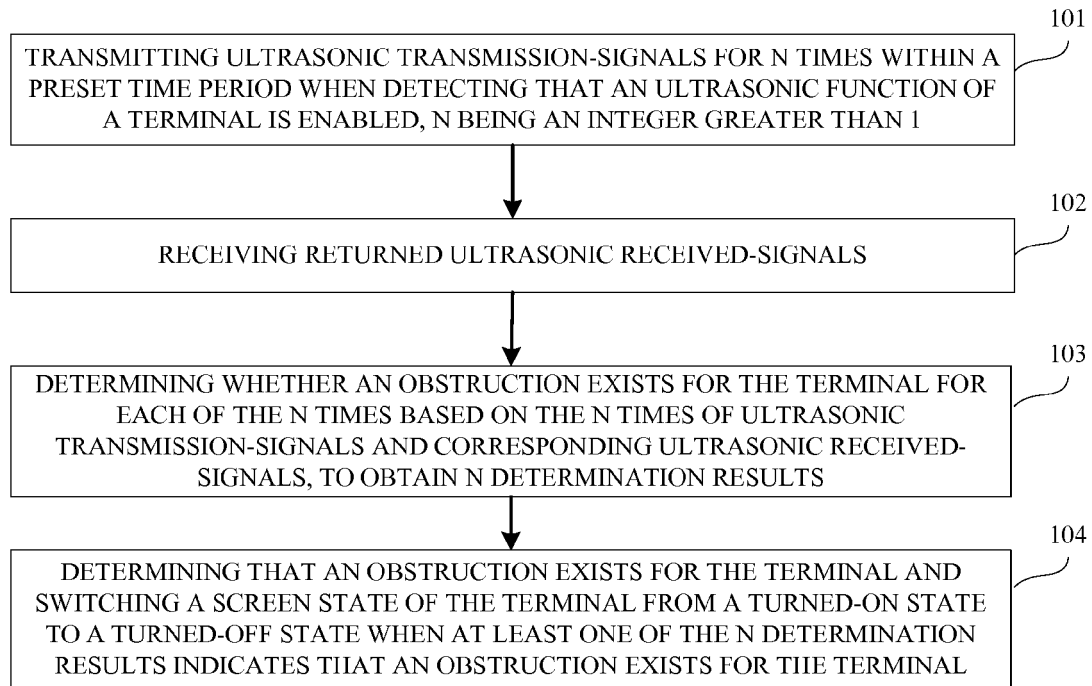 101
TRANSMITTING ULTRASONIC TRANSMISSION-SIGNALS FOR N TIMES WITHIN A
PRESET TIME PERIOD WHEN DETECTING THAT AN ULTRASONIC FUNCTION OF
A TERMINAL IS ENABLED, N BEING AN INTEGER GREATER THAN 1
102
RECEIVING RETURNED ULTRASONIC RECEIVED-SIGNALS
103
DETERMINING WHETHER AN OBSTRUCTION EXISTS FOR THE TERMINAL FOR
EACH OF THE N TIMES BASED ON THE N TIMES OF ULTRASONIC
TRANSMISSION-SIGNALS AND CORRESPONDING ULTRASONIC RECEIVED-
SIGNALS, TO OBTAIN N DETERMINATION RESULTS
104
DETERMINING THAT AN OBSTRUCTION EXISTS FOR THE TERMINAL AND
SWITCHING A SCREEN STATE OF THE TERMINAL FROM A TURNED-ON STATE
TO A TURNED-OFF STATE WHEN AT LEAST ONE OF THE N DETERMINATION
RESULTS INDICATES THAT AN OBSTRUCTION EXISTS FOR THE TERMINAL